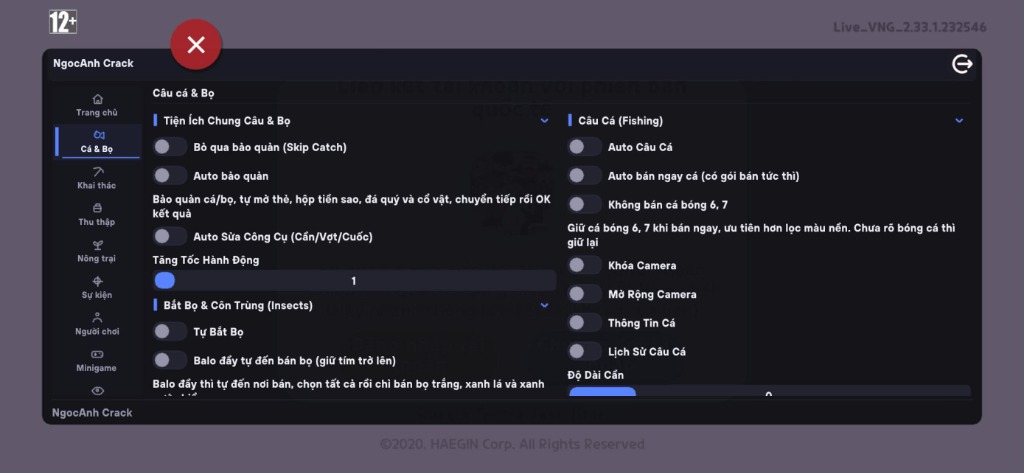 12+
Live_VNG_2.33.1.232546
NgocAnh Crack
Trang chủ
Cá & Bọ
Khai thác
Thu thập
Nông trại
Sự kiện
Người chơi
Minigame
Câu cá & Bọ
Tiện Ích Chung Câu & Bọ
Bỏ qua bảo quản (Skip Catch)
Auto bảo quản
Bảo quản cá/bọ, tự mở thẻ, hộp tiền sao, đá quý và cổ vật, chuyển tiếp rồi OK
kết quả
Auto Sửa Công Cụ (Cần/Vợt/Cuốc)
Tăng Tốc Hành Động
1
Bắt Bọ & Côn Trùng (Insects)
Tự Bắt Bọ
Balo đầy tự đến bán bọ (giữ tím trở lên)
Balo đầy thì tự đến nơi bán, chọn tất cả rồi chỉ bán bọ trắng, xanh lá và xanh
Câu Cá (Fishing)
Auto Câu Cá
Auto bán ngay cá (có gói bán tức thì)
Không bán cá bóng 6, 7
Giữ cá bóng 6, 7 khi bán ngay, ưu tiên hơn lọc màu nền. Chưa rõ bóng cá thì
giữ lại
Khóa Camera
Mở Rộng Camera
Thông Tin Cá
Lịch Sử Câu Cá
Độ Dài Cần
NgocAnh Crack
©2020. HAEGIN Corp. All Rights Reserved